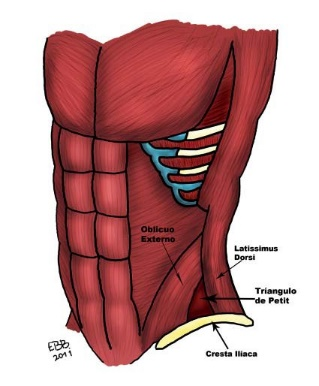 Oblicuo
Externo
Latissimus
Dorsi
Triangulo
de Petit
Cresta Iliaca
EBB
2011